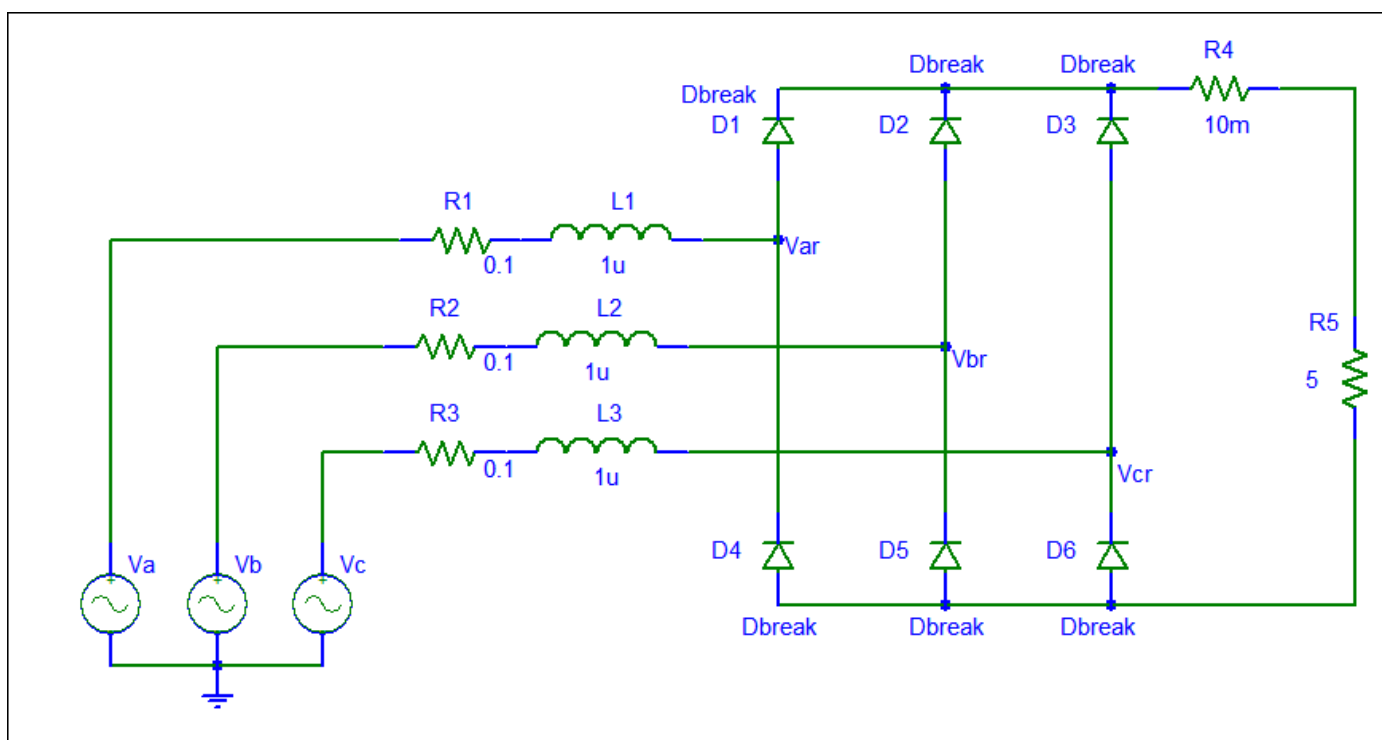 R4
Dbreak
Dbreak
Dbreak
D1
D2
D3
10m
R1
L1
0.1
1u
Var
R2
L2
0.1
1u
Vbr
R5
5
R3
L3
0.1
1u
Vcr
Va
Vb
Vc
D4
D5
D6
Dbreak
Dbreak
Dbreak